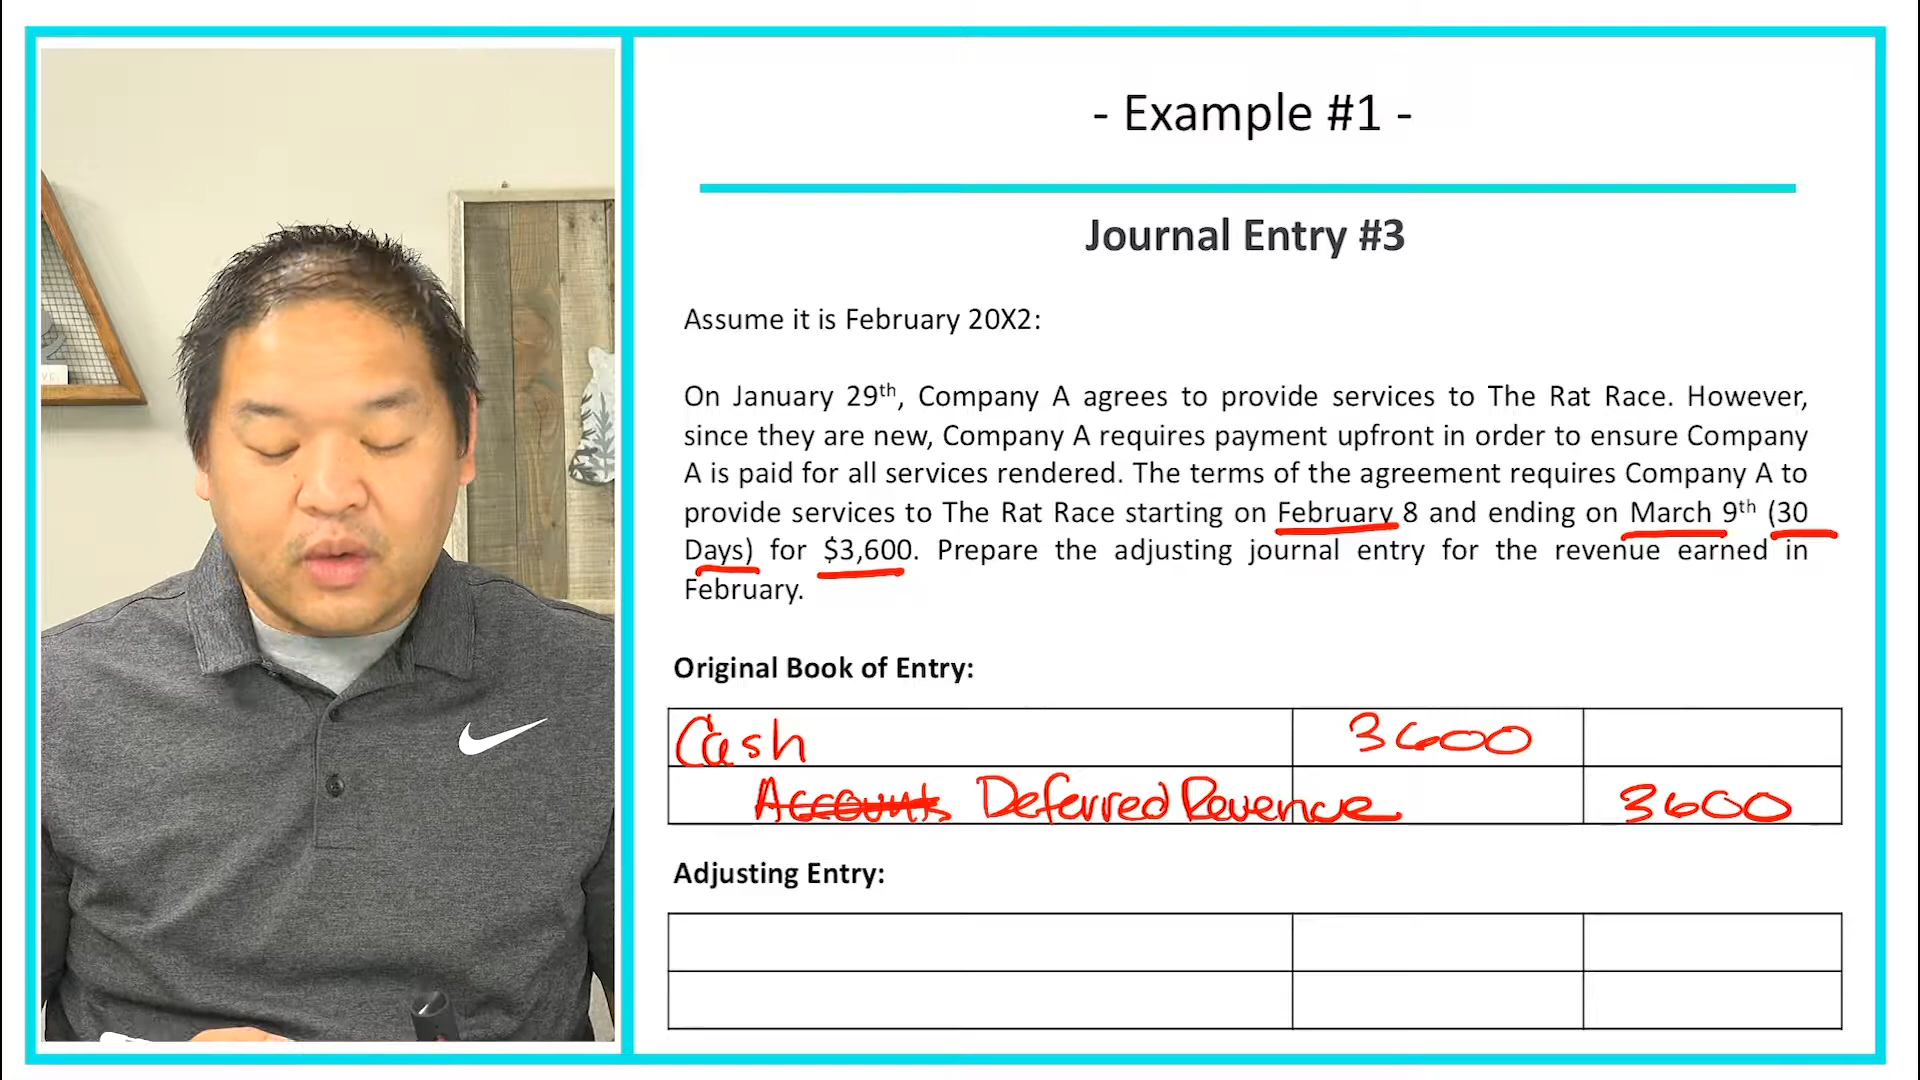 - Example #1 -
Journal Entry #3
Assume it is February 20X2:
On January 29th, Company A agrees to provide services to The Rat Race. However,
since they are new, Company A requires payment upfront in order to ensure Company
A is paid for all services rendered. The terms of the agreement requires Company A to
provide services to The Rat Race starting on February 8 and ending on March 9th (30
Days) for $3,600. Prepare the adjusting journal entry for the revenue earned in
February.
Original Book of Entry:
Cash 3600
Accounts Deferred Revenue 3600
Adjusting Entry: